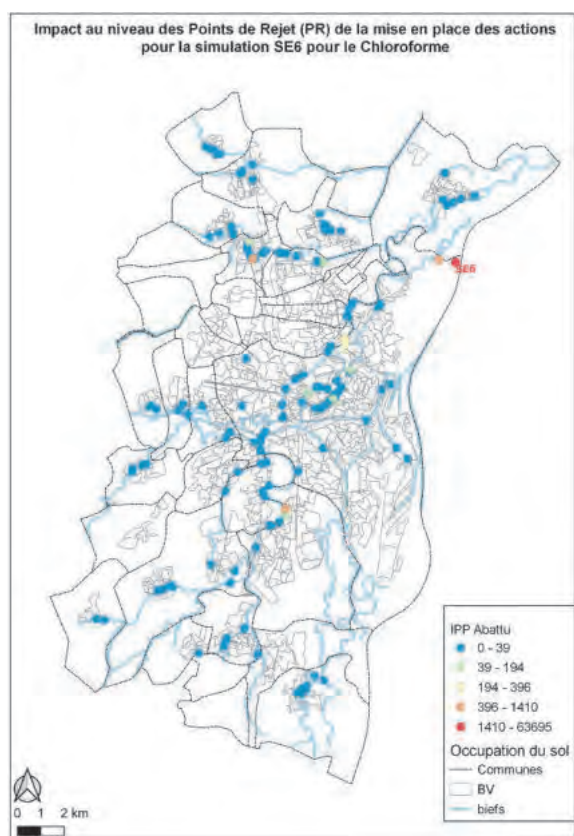 Impact au niveau des Points de Rejet (PR) de la mise en place des actions
pour la simulation SE6 pour le Chloroforme
SE6
IPP Abattu
0 - 39
39 - 194
194 - 396
396 - 1410
1410 - 63695
Occupation du sol
Communes
BV
biefs
0 1 2 km